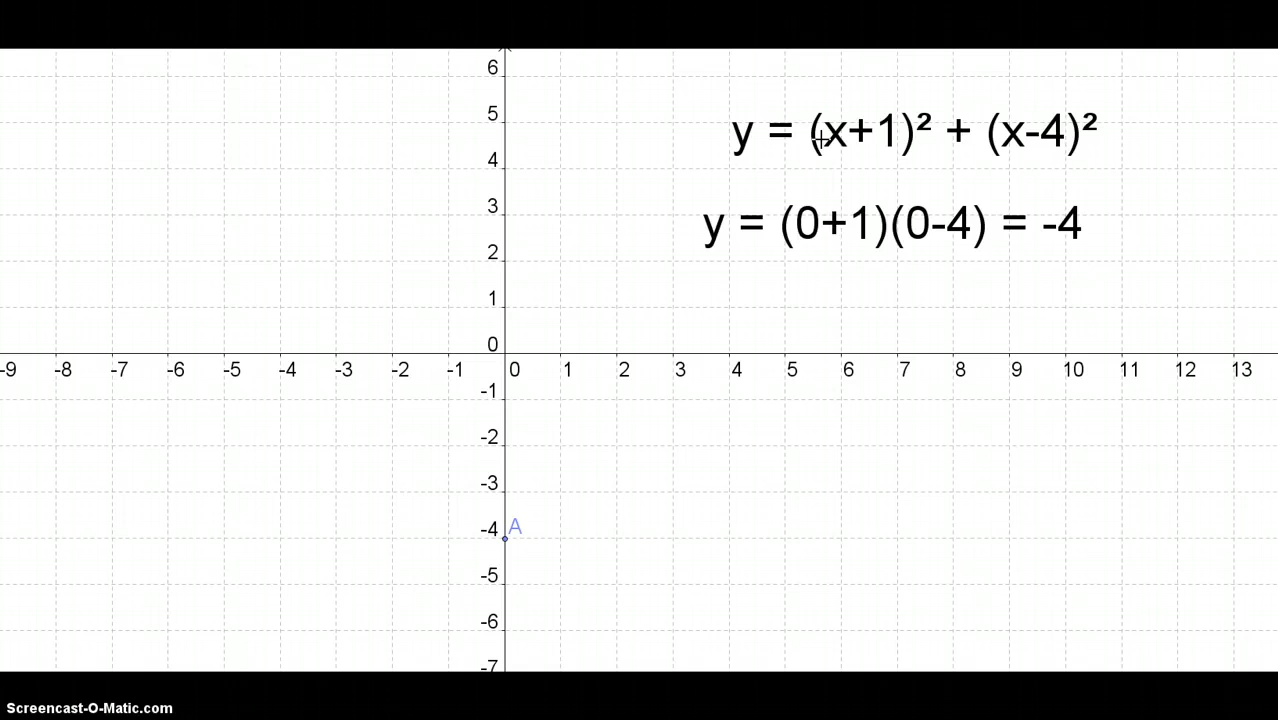 6
5
y = (x+1)² + (x-4)²
4
3
y = (0+1)(0-4) = -4
2
1
0
-9 -8 -7 -6 -5 -4 -3 -2 -1 0 1 2 3 4 5 6 7 8 9 10 11 12 13
-1
-2
-3
-4 A
-5
-6
-7
Screencast-O-Matic.com